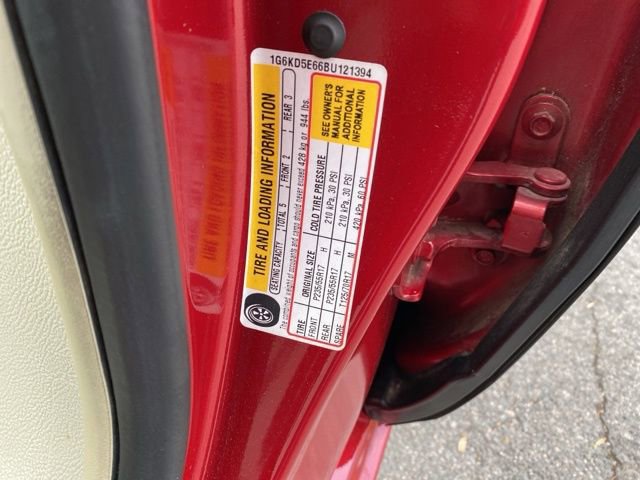 1G6KD5E66BU121394
TIRE AND LOADING INFORMATION
SEATING CAPACITY TOTAL 5 FRONT 2 REAR 3
The combined weight of occupants and cargo should never exceed 428 kg or 944 lbs.
TIRE ORIGINAL SIZE COLD TIRE PRESSURE
FRONT P235/55R17 H 210 kPa, 30 PSI
REAR P235/55R17 H 210 kPa, 30 PSI
SPARE T125/70R17 M 420 kPa, 60 PSI
SEE OWNER'S
MANUAL FOR
ADDITIONAL
INFORMATION